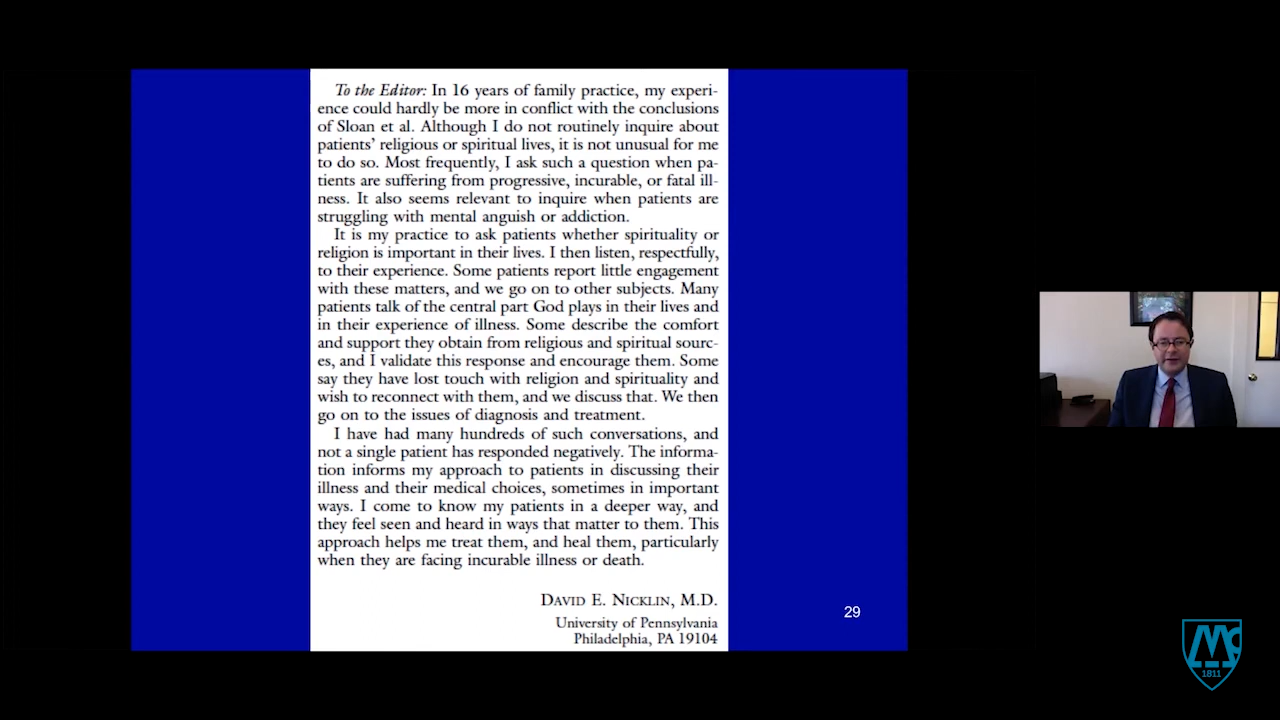 To the Editor: In 16 years of family practice, my experi-
ence could hardly be more in conflict with the conclusions
of Sloan et al. Although I do not routinely inquire about
patients' religious or spiritual lives, it is not unusual for me
to do so. Most frequently, I ask such a question when pa-
tients are suffering from progressive, incurable, or fatal ill-
ness. It also seems relevant to inquire when patients are
struggling with mental anguish or addiction.
It is my practice to ask patients whether spirituality or
religion is important in their lives. I then listen, respectfully,
to their experience. Some patients report little engagement
with these matters, and we go on to other subjects. Many
patients talk of the central part God plays in their lives and
in their experience of illness. Some describe the comfort
and support they obtain from religious and spiritual sourc-
es, and I validate this response and encourage them. Some
say they have lost touch with religion and spirituality and
wish to reconnect with them, and we discuss that. We then
go on to the issues of diagnosis and treatment.
I have had many hundreds of such conversations, and
not a single patient has responded negatively. The informa-
tion informs my approach to patients in discussing their
illness and their medical choices, sometimes in important
ways. I come to know my patients in a deeper way, and
they feel seen and heard in ways that matter to them. This
approach helps me treat them, and heal them, particularly
when they are facing incurable illness or death.
DAVID E. NICKLIN, M.D.
University of Pennsylvania
Philadelphia, PA 19104
29
MC
1811